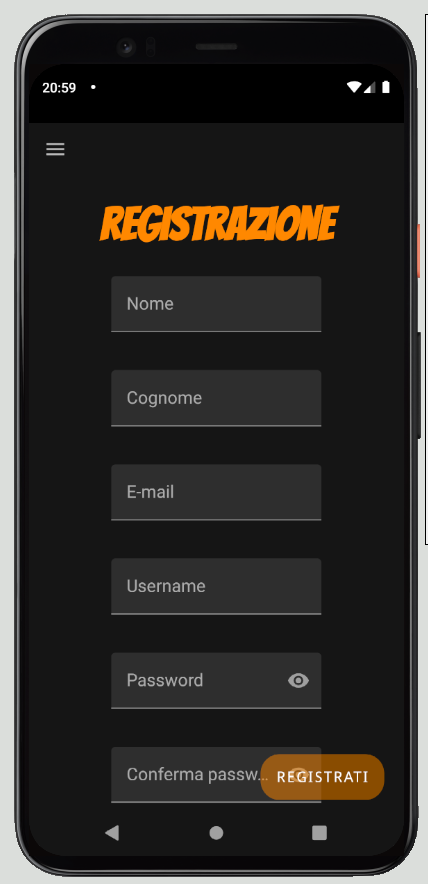 20:59
REGISTRAZIONE
Nome
Cognome
E-mail
Username
Password
Conferma passw...
REGISTRATI